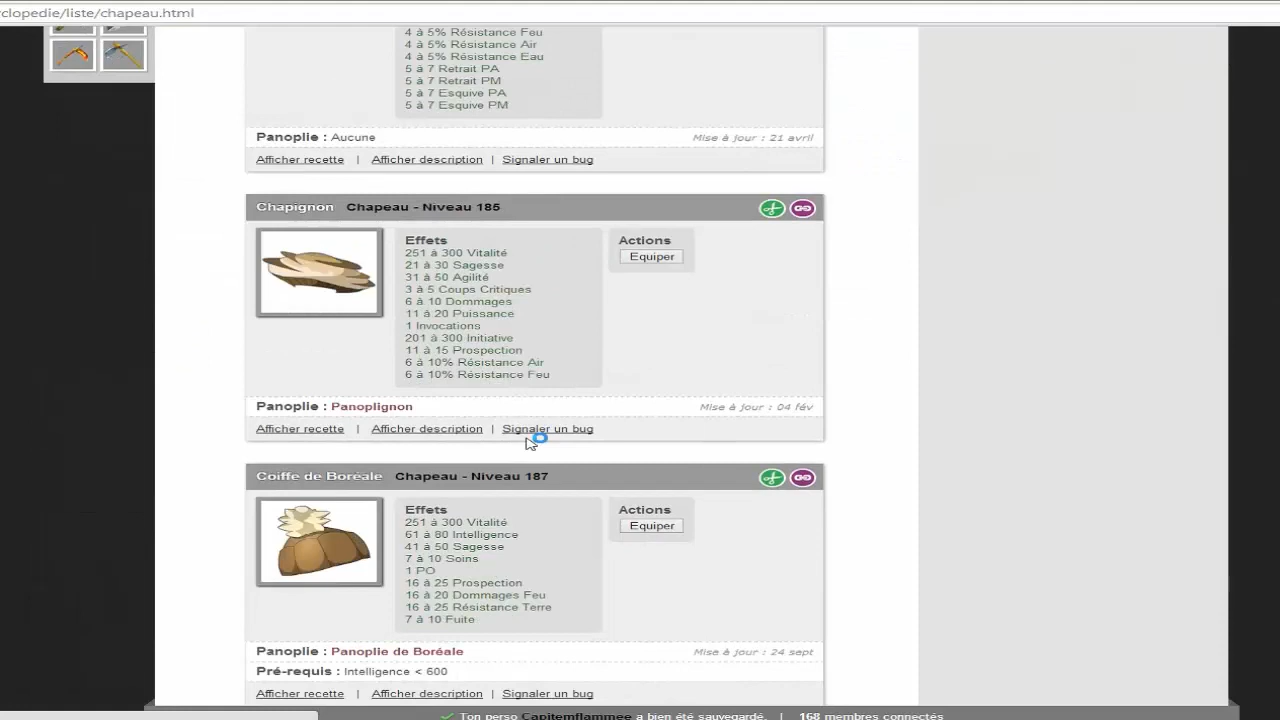 clopedie/liste/chapeau.html
4 à 5% Résistance Feu
4 à 5% Résistance Air
4 à 5% Résistance Eau
5 à 7 Retrait PA
5 à 7 Retrait PM
5 à 7 Esquive PA
5 à 7 Esquive PM
Panoplie : Aucune
Mise à jour : 21 avril
Afficher recette | Afficher description | Signaler un bug
Chapignon Chapeau - Niveau 185
Effets
251 à 300 Vitalité
21 à 30 Sagesse
31 à 50 Agilité
3 à 5 Coups Critiques
6 à 10 Dommages
11 à 20 Puissance
1 Invocations
201 à 300 Initiative
11 à 15 Prospection
6 à 10% Résistance Air
6 à 10% Résistance Feu
Actions
Equiper
Panoplie : Panoplignon
Mise à jour : 04 fév
Afficher recette | Afficher description | Signaler un bug
Coiffe de Boréale Chapeau - Niveau 187
Effets
251 à 300 Vitalité
61 à 80 Intelligence
41 à 50 Sagesse
7 à 10 Soins
1 PO
16 à 25 Prospection
16 à 20 Dommages Feu
16 à 25 Résistance Terre
7 à 10 Fuite
Actions
Equiper
Panoplie : Panoplie de Boréale
Mise à jour : 24 sept
Pré-requis : Intelligence < 600
Afficher recette | Afficher description | Signaler un bug
Ton perso Capitemflammee a bien été sauvegardé. | 168 membres connectés